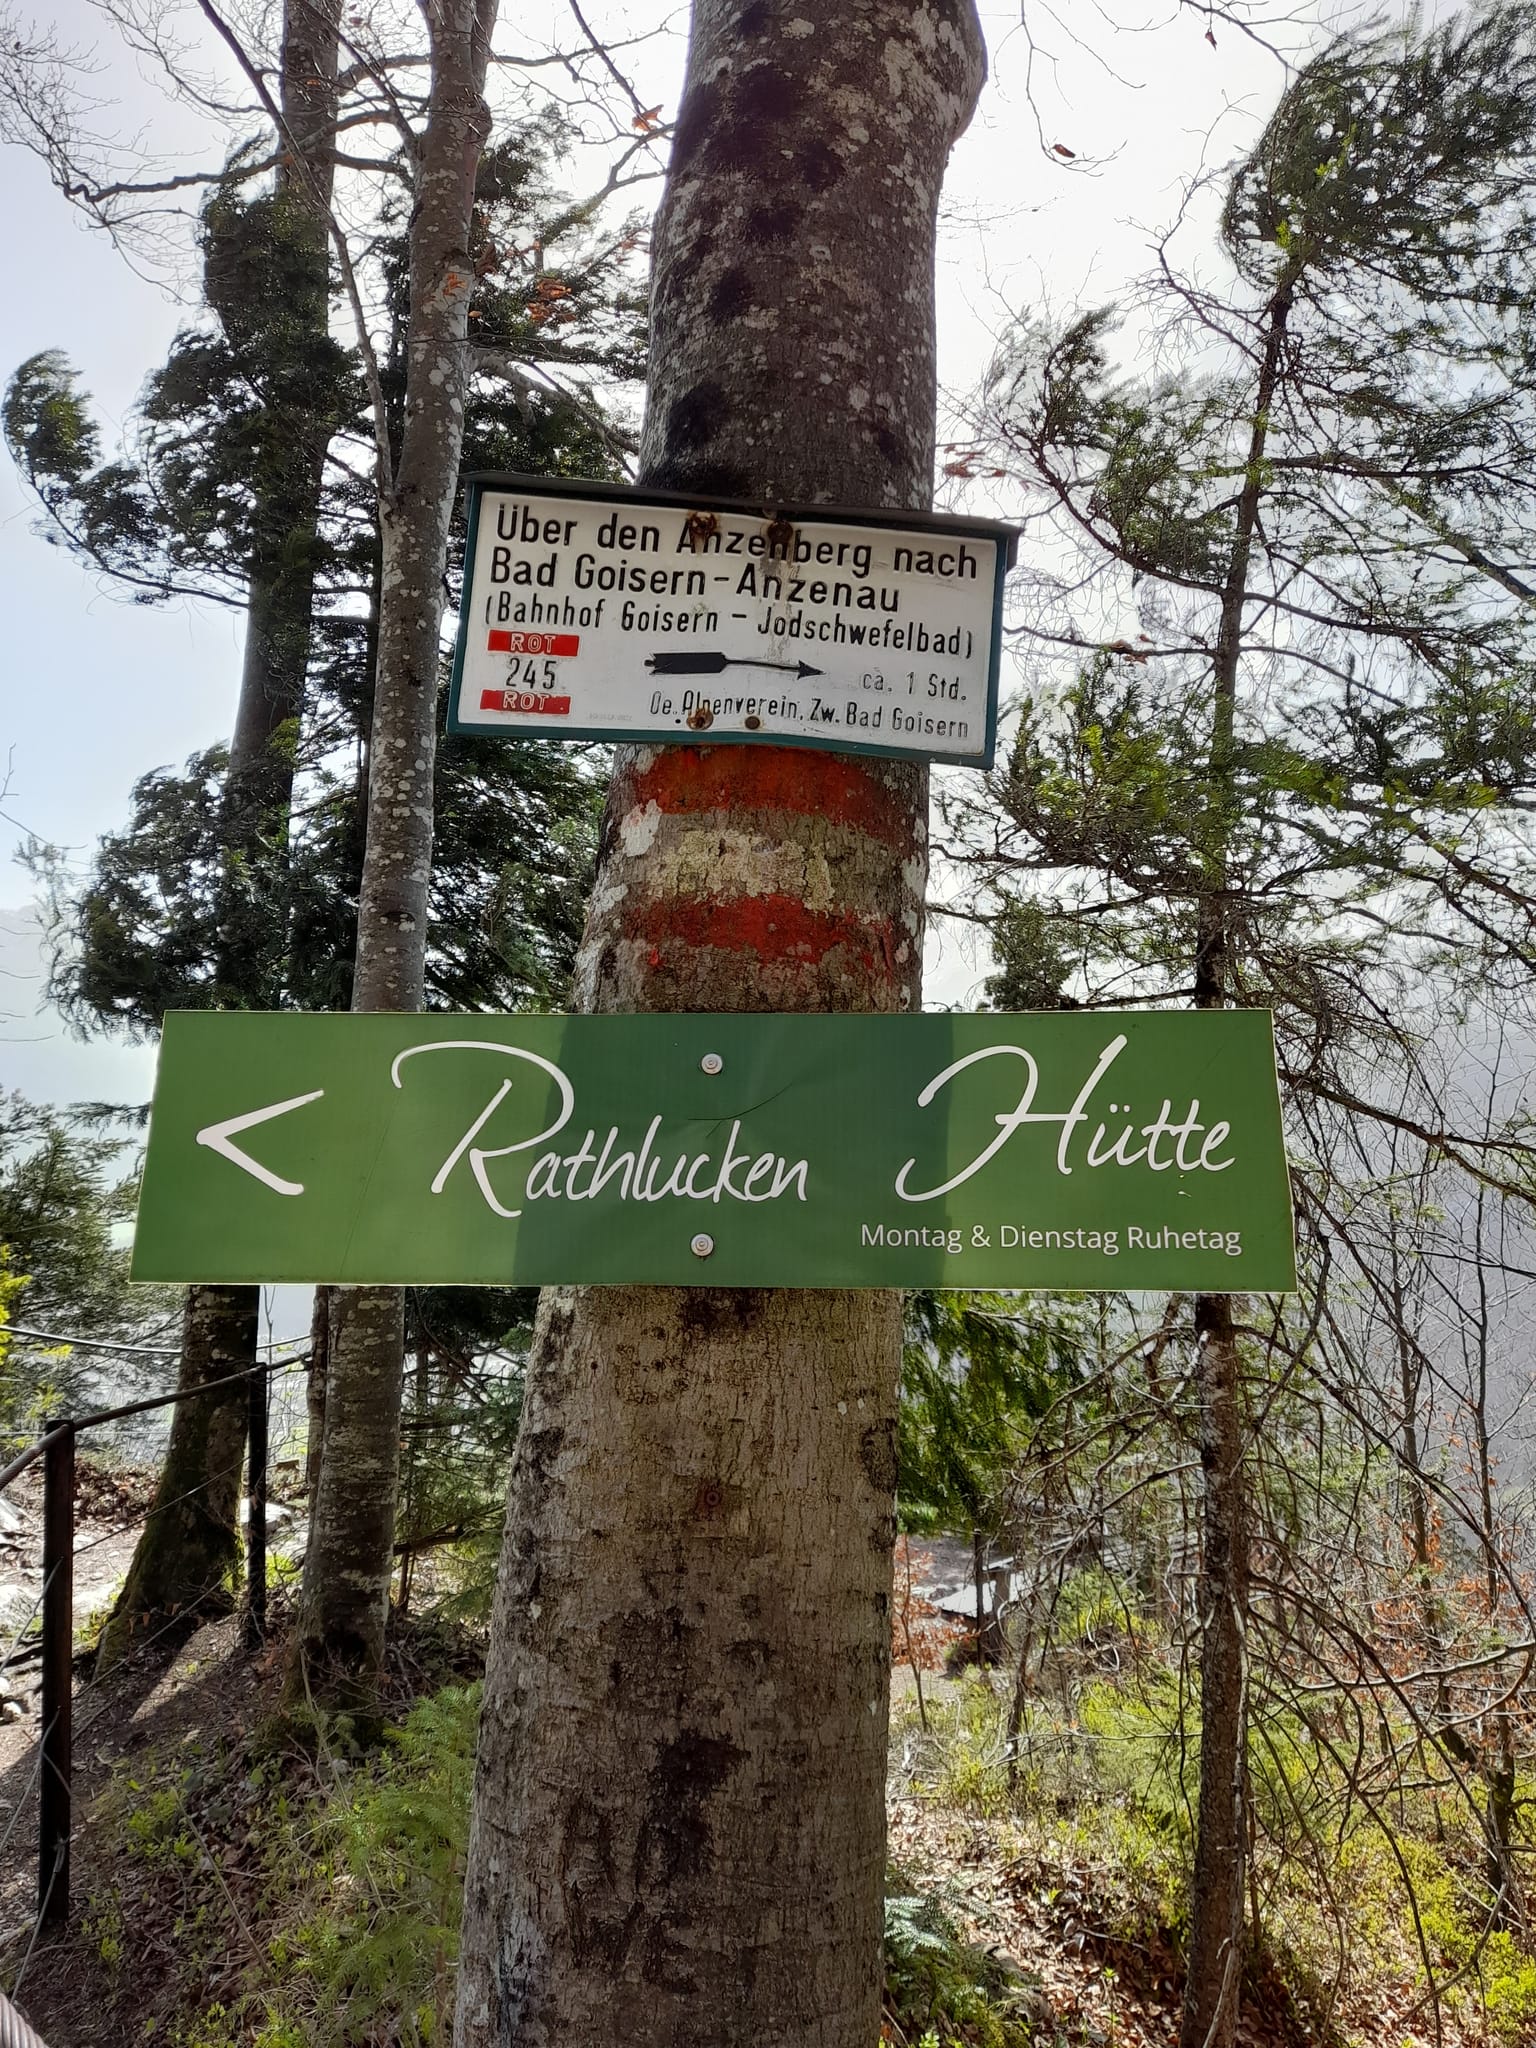 Über den Anzenberg nach
Bad Goisern-Anzenau
(Bahnhof Goisern - Jodschwefelbad)
ROT
245
ROT
ca. 1 Std.
Oe. Alpenverein, Zw. Bad Goisern
< Rathlucken Hütte
Montag & Dienstag Ruhetag